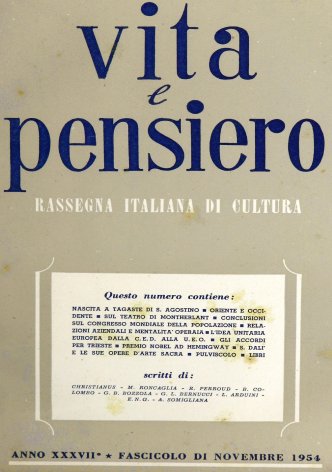 vita
e
pensiero
RASSEGNA ITALIANA DI CULTURA
Questo numero contiene:
NASCITA A TAGASTE DI S. AGOSTINO ■ ORIENTE E OCCI-
DENTE ■ SUL TEATRO DI MONTHERLANT ■ CONCLUSIONI
SUL CONGRESSO MONDIALE DELLA POPOLAZIONE ■ RELA-
ZIONI AZIENDALI E MENTALITA' OPERAIA ■ L'IDEA UNITARIA
EUROPEA DALLA C.E.D. ALLA U.E.O. ■ GLI ACCORDI
PER TRIESTE ■ PREMIO NOBEL AD HEMINGWAY ■ S. DALI'
E LE SUE OPERE D'ARTE SACRA ■ PULVISCOLO ■ LIBRI
scritti di:
CHRISTIANUS - M. RONCAGLIA - R. PERROUD - B. CO-
LOMBO - G. D. BOZZOLA - G. L. BERNUCCI - L. ARDUINI -
E.N.G. - A. SOMIGLIANA
ANNO XXXVII° ★ FASCICOLO DI NOVEMBRE 1954